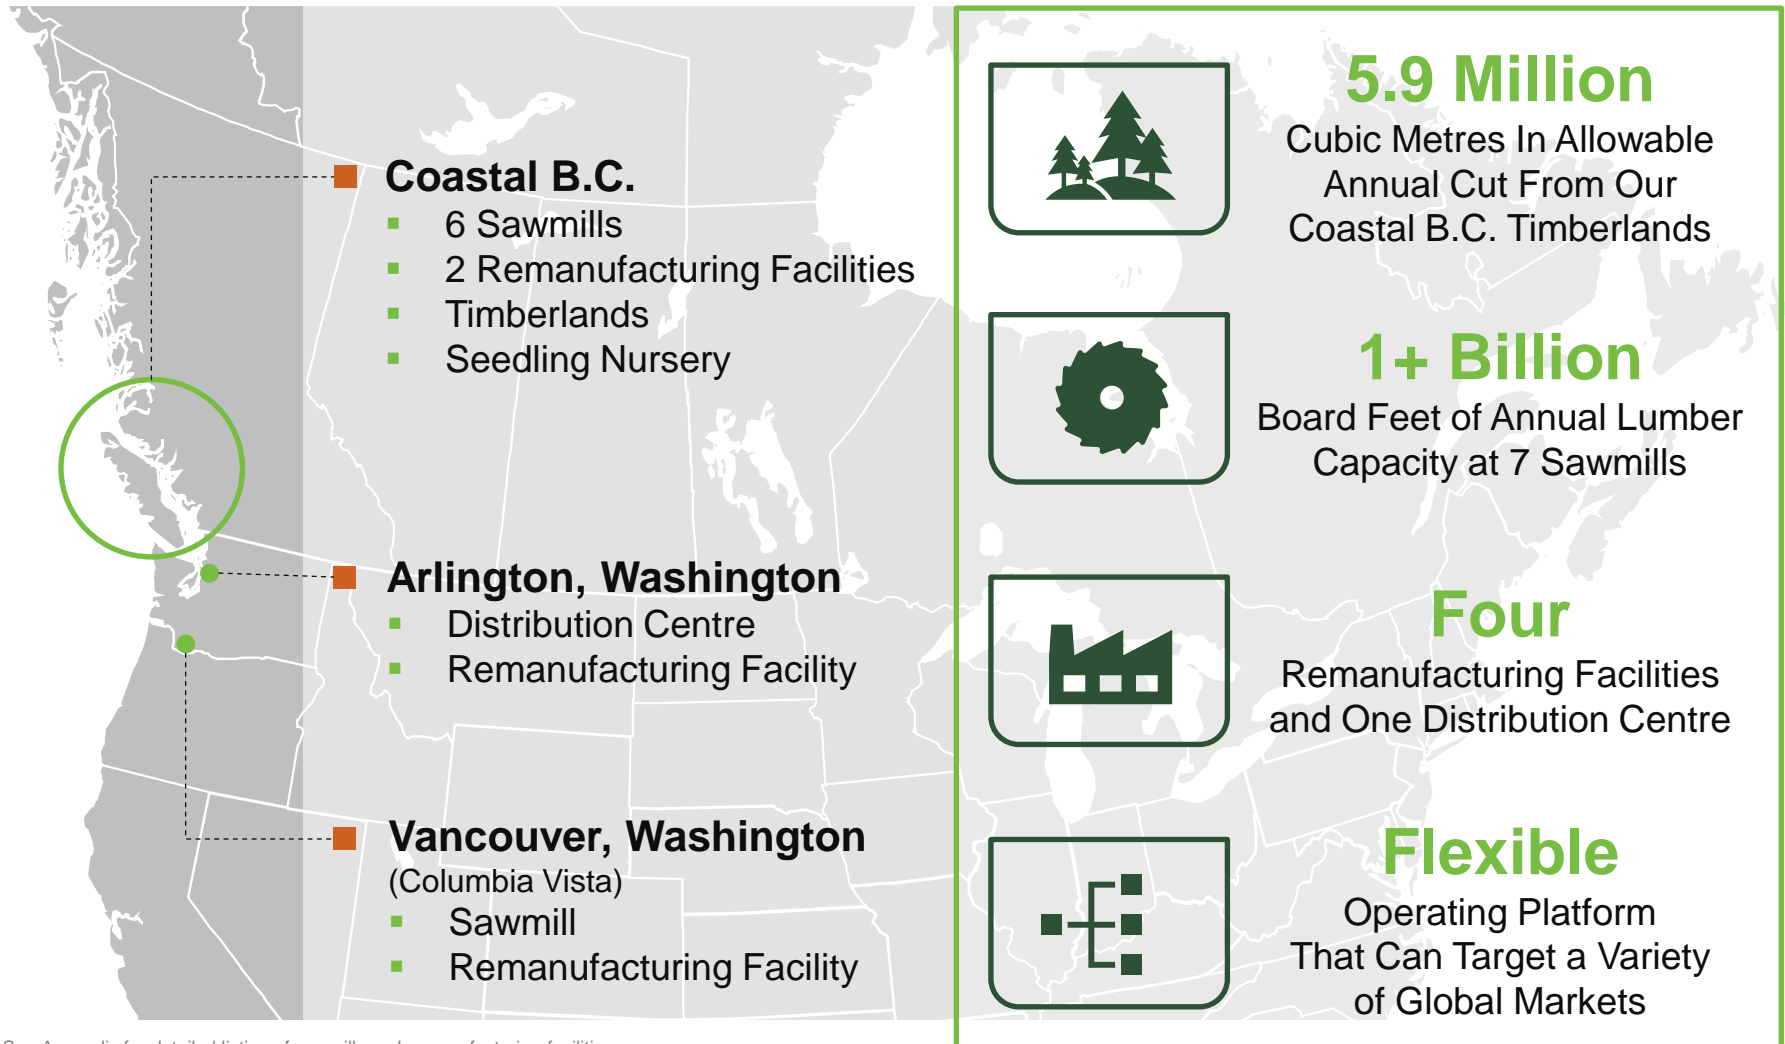 Coastal B.C.
6 Sawmills
2 Remanufacturing Facilities
Timberlands
Seedling Nursery
Arlington, Washington
Distribution Centre
Remanufacturing Facility
Vancouver, Washington
(Columbia Vista)
Sawmill
Remanufacturing Facility
5.9 Million
Cubic Metres In Allowable
Annual Cut From Our
Coastal B.C. Timberlands
1+ Billion
Board Feet of Annual Lumber
Capacity at 7 Sawmills
Four
Remanufacturing Facilities
and One Distribution Centre
Flexible
Operating Platform
That Can Target a Variety
of Global Markets